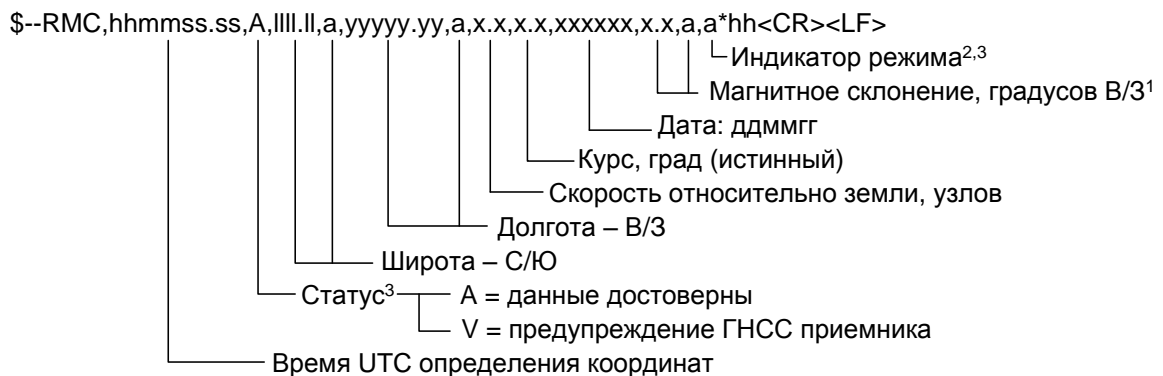 $--RMC,hhmmss.ss,A,llll.ll,a,yyyyy.yy,a,x.x,x.x,xxxxxx,x.x,a,a*hh<CR><LF>
Индикатор режима2,3
Магнитное склонение, градусов В/З1
Дата: ддммгг
Курс, град (истинный)
Скорость относительно земли, узлов
Долгота – В/З
Широта – С/Ю
Статус3 A = данные достоверны
V = предупреждение ГНСС приемника
Время UTC определения координат